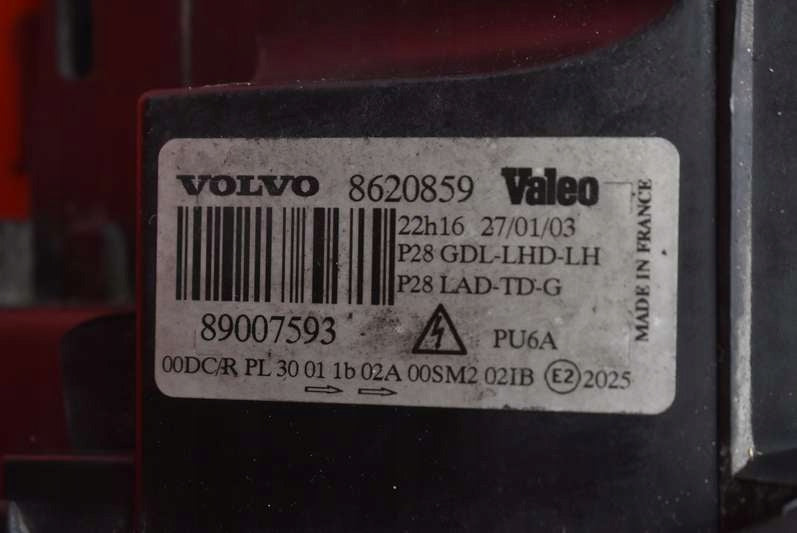 VOLVO 8620859 Valeo
22h16 27/01/03
P28 GDL-LHD-LH
P28 LAD-TD-G
MADE IN FRANCE
89007593
PU6A
00DC/R PL 30 01 1b 02A 00SM2 02IB E2 2025